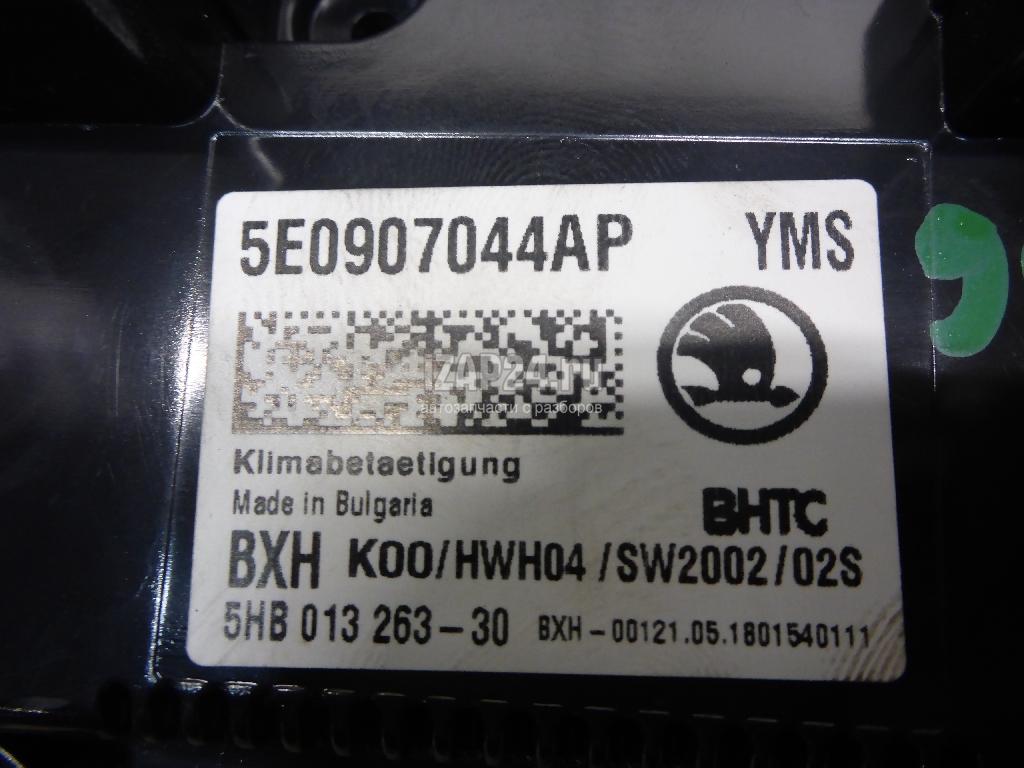 5E0907044AP YMS
IZAP24.ru
автозапчасти с разборов
Klimabetaetigung
Made in Bulgaria
BHTC
BXH K00/HWH04/SW2002/02S
5HB 013 263-30 BXH-00121.05.1801540111